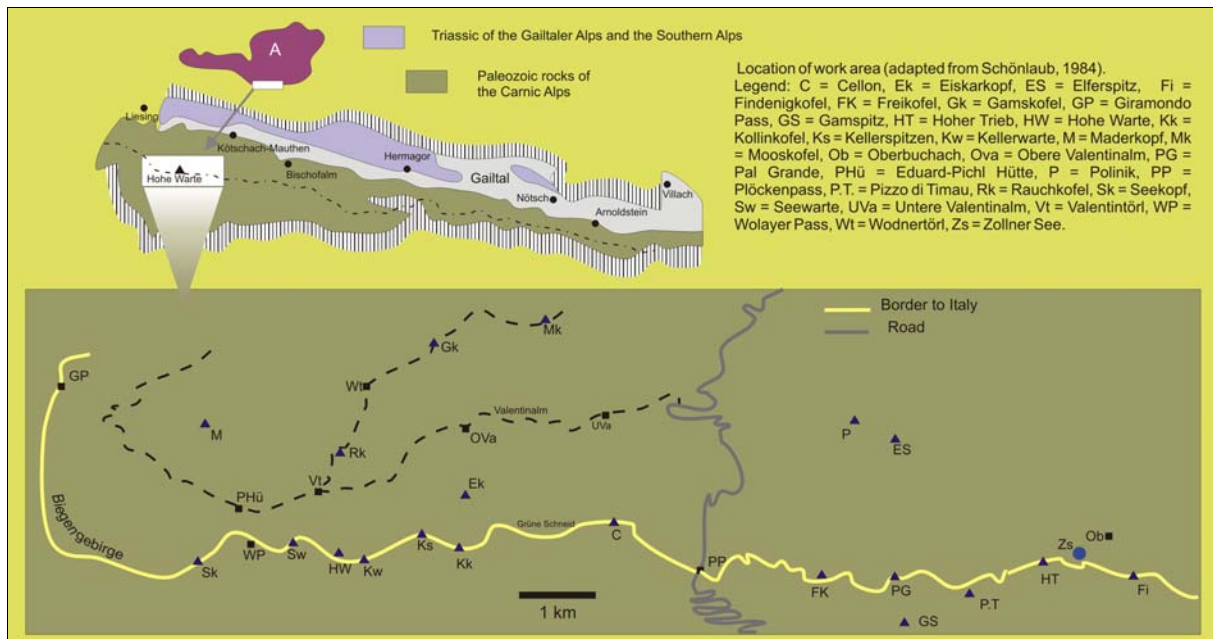 A
Triassic of the Gailtaler Alps and the Southern Alps
Paleozoic rocks of
the Carnic Alps
Location of work area (adapted from Schönlaub, 1984).
Legend: C = Cellon, Ek = Eiskarkopf, ES = Elferspitz, Fi =
Findenigkofel, FK = Freikofel, Gk = Gamskofel, GP = Giramondo
Pass, GS = Gamspitz, HT = Hoher Trieb, HW = Hohe Warte, Kk =
Kollinkofel, Ks = Kellerspitzen, Kw = Kellerwarte, M = Maderkopf, Mk
= Mooskofel, Ob = Oberbuchach, Ova = Obere Valentinalm, PG =
Pal Grande, PHü = Eduard-Pichl Hütte, P = Polinik, PP =
Plöckenpass, P.T. = Pizzo di Timau, Rk = Rauchkofel, Sk = Seekopf,
Sw = Seewarte, UVa = Untere Valentinalm, Vt = Valentintörl, WP =
Wolayer Pass, Wt = Wodnertörl, Zs = Zollner See.
Liesing
Kötschach-Mauthen
Hohe Warte
Bischofalm
Hermagor
Gailtal
Nötsch
Villach
Arnoldstein
Border to Italy
Road
Mk
Gk
GP
Wt
Valentinalm
UVa
M
OVa
P
ES
Rk
Vt
Ek
PHü
Biegengebirge
Grüne Schneid
C
Sk
WP
Sw
HW
Kw
Ks
Kk
PP
1 km
FK
PG
GS
P.T
HT
Zs
Ob
Fi